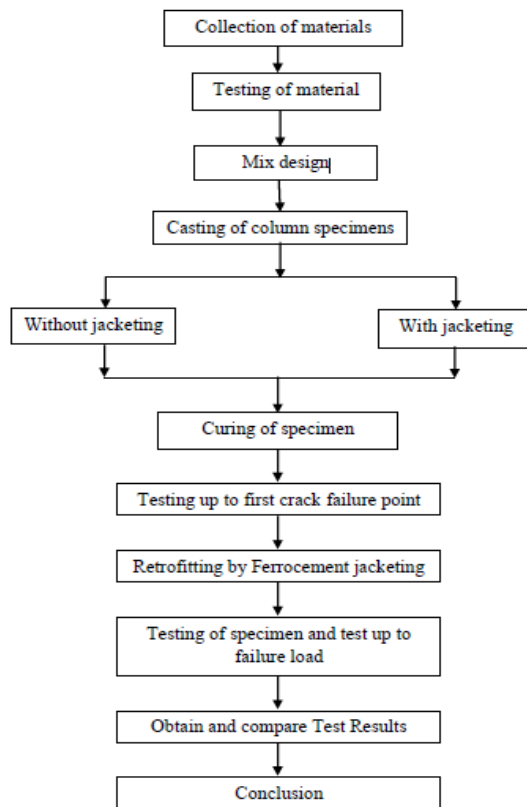 Collection of materials
Testing of material
Mix design
Casting of column specimens
Without jacketing
With jacketing
Curing of specimen
Testing up to first crack failure point
Retrofitting by Ferrocement jacketing
Testing of specimen and test up to
failure load
Obtain and compare Test Results
Conclusion